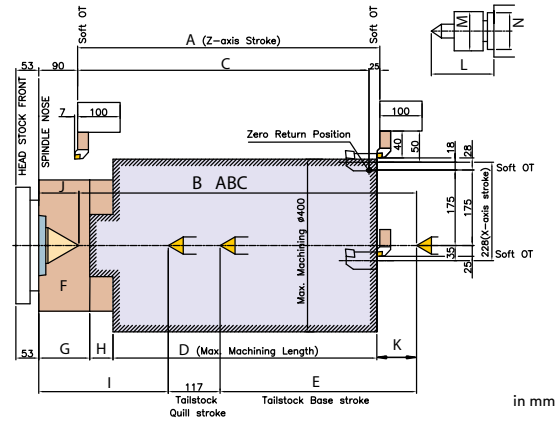 Soft OT
Soft OT
A (Z-axis Stroke)
M
N
L
53
90
C
25
HEAD STOCK FRONT
SPINDLE NOSE
7
100
100
40
50
18
28
Zero Return Position
Soft OT
J
B ABC
Max. Machining ø400
175
175
228(X-axis stroke)
F
35
25
Soft OT
53
G
H
D (Max. Machining Length)
K
I
117
E
Tailstock
Quill stroke
Tailstock Base stroke
in mm